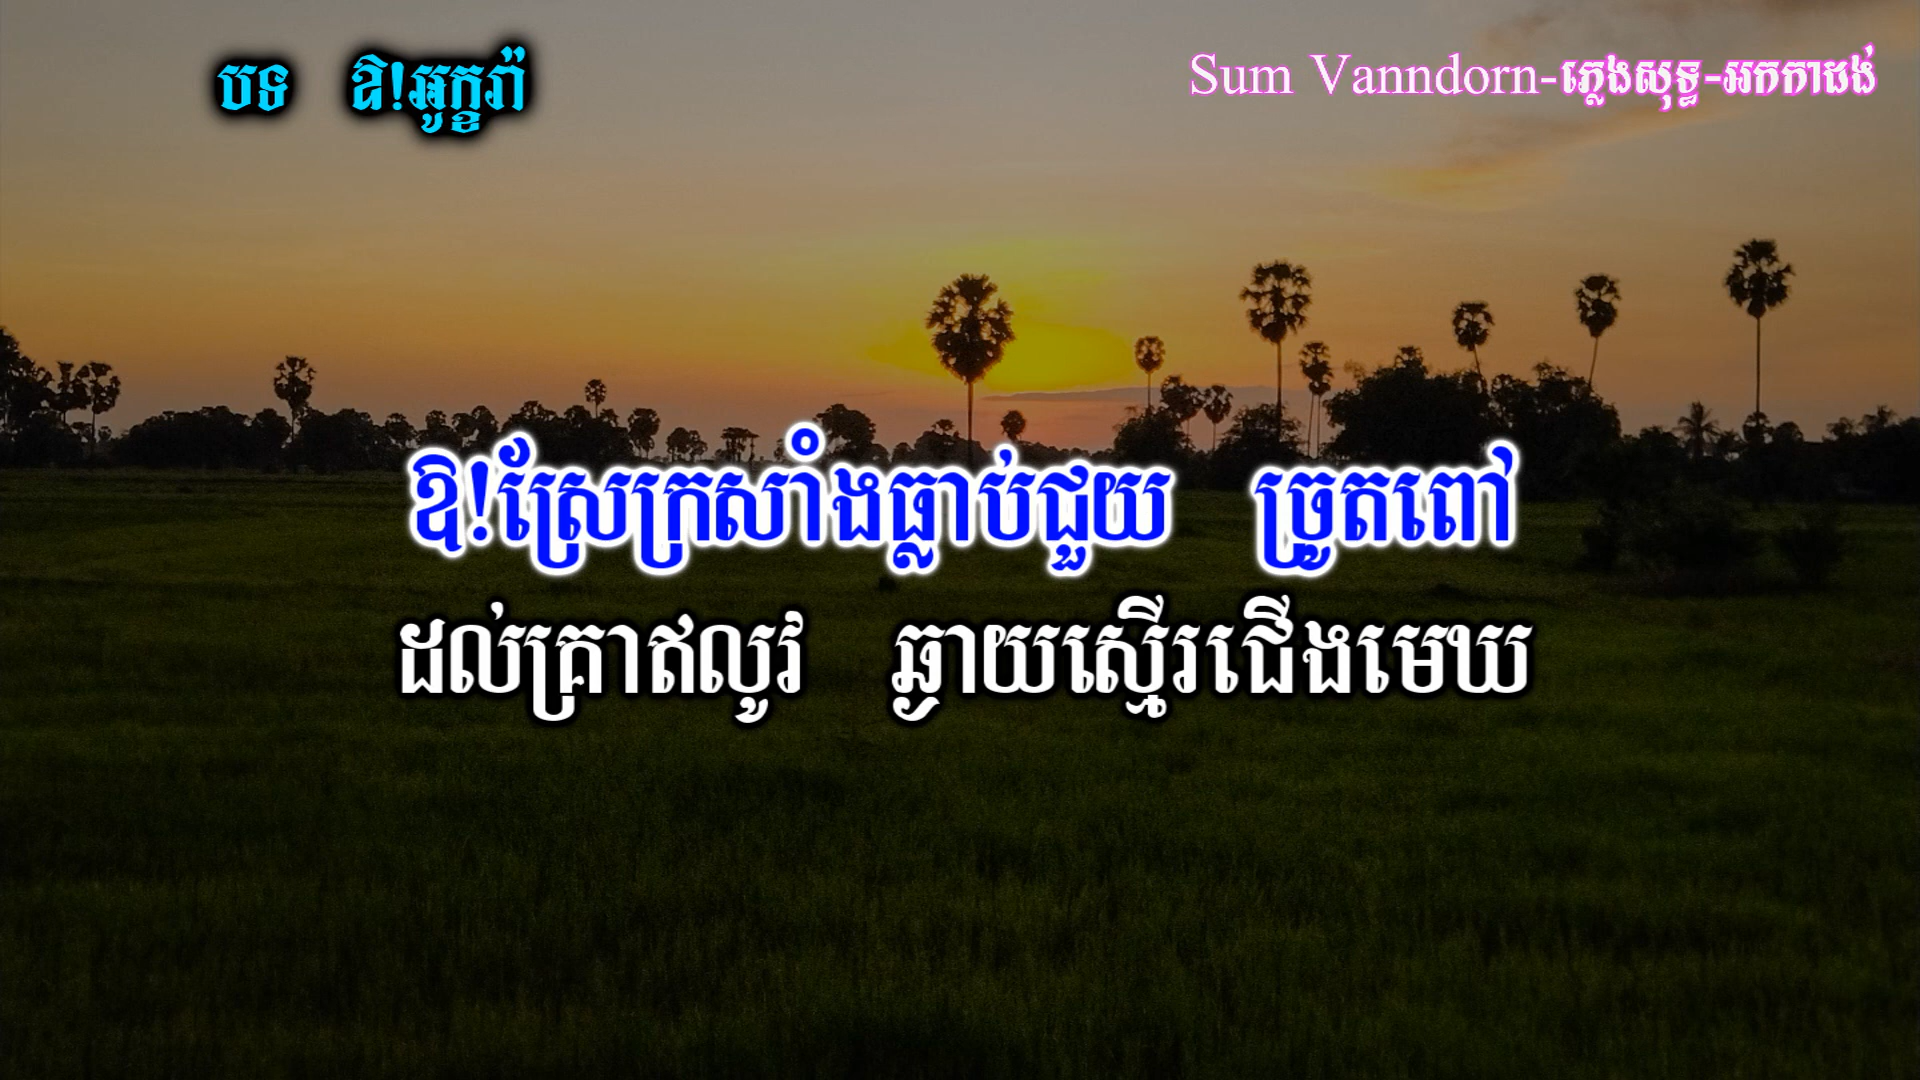 បទ ឱ!អូក្ខរ៉ា
Sum Vanndorn-ភ្លេងសុទ្ធ-អកកាដង់
ឱ!ស្រែក្រសាំងធ្លាប់ជួយ ច្រូតពៅ
ដល់គ្រាឥលូវ ឆ្ងាយស្មើរជើងមេឃ